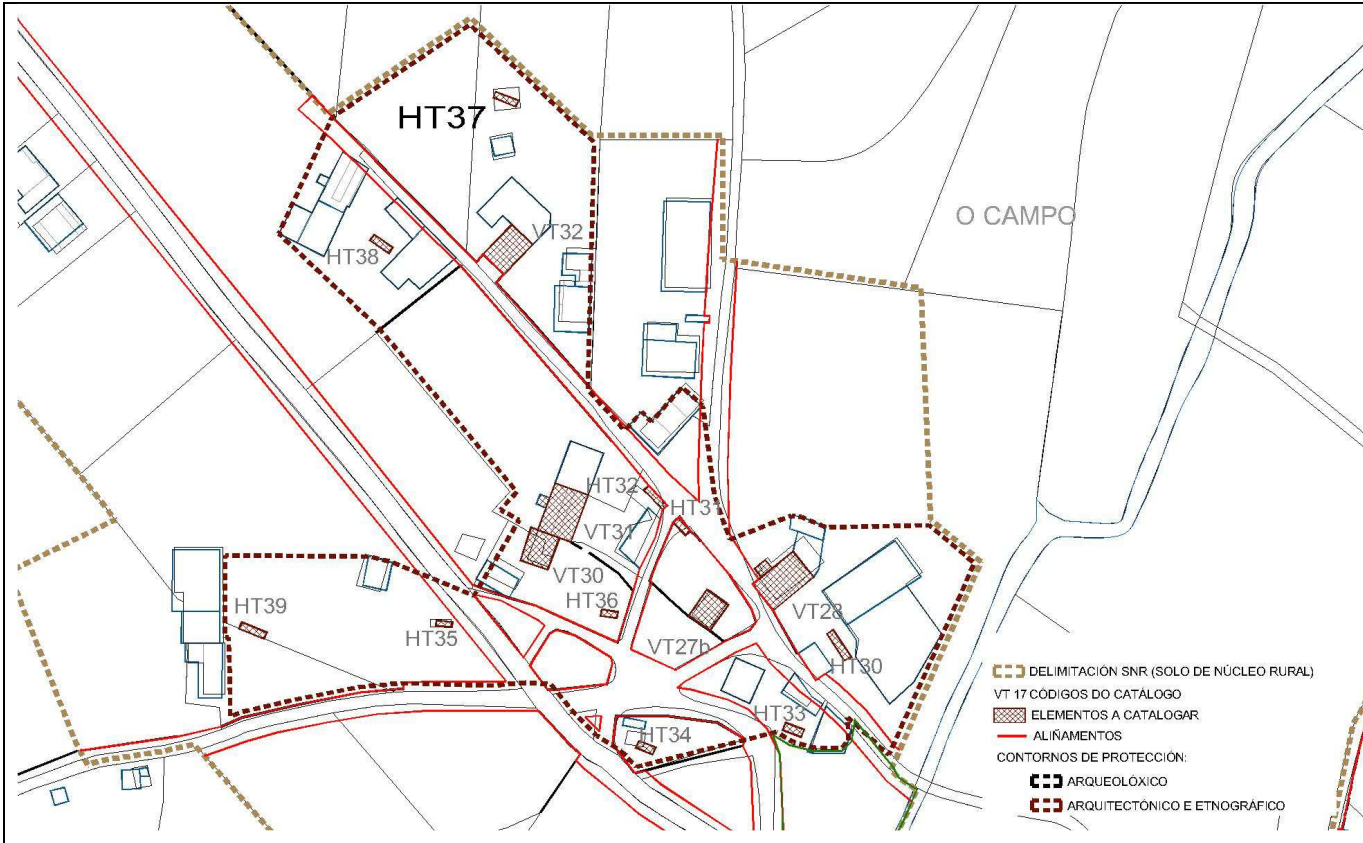 HT37
O CAMPO
VT32
HT38
HT32
HT31
VT31
VT30
HT36
VT28
HT39
HT35
VT27b
HT30
HT33
HT34
DELIMITACIÓN SNR (SOLO DE NÚCLEO RURAL)
VT 17 CÓDIGOS DO CATÁLOGO
ELEMENTOS A CATALOGAR
ALIÑAMENTOS
CONTORNOS DE PROTECCIÓN:
ARQUEOLÓXICO
ARQUITECTÓNICO E ETNOGRÁFICO